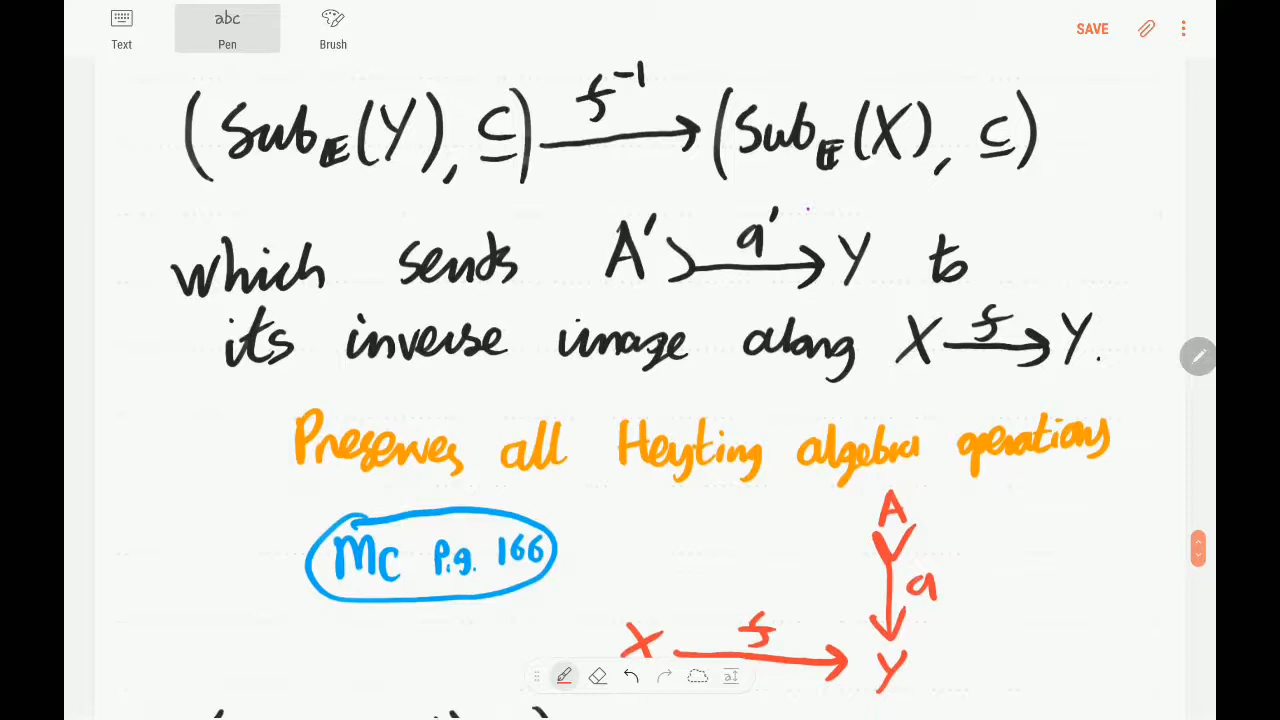 Text
abc
Pen
Brush
SAVE
(Sub_E(Y), ⊆) f⁻¹→ (Sub_E(X), ⊆)
which sends A' >—a'→ Y to
its inverse image along X —f→ Y.
Preserves all Heyting algebra operations
Mc P.g. 166
A
a
X —f→ Y
a